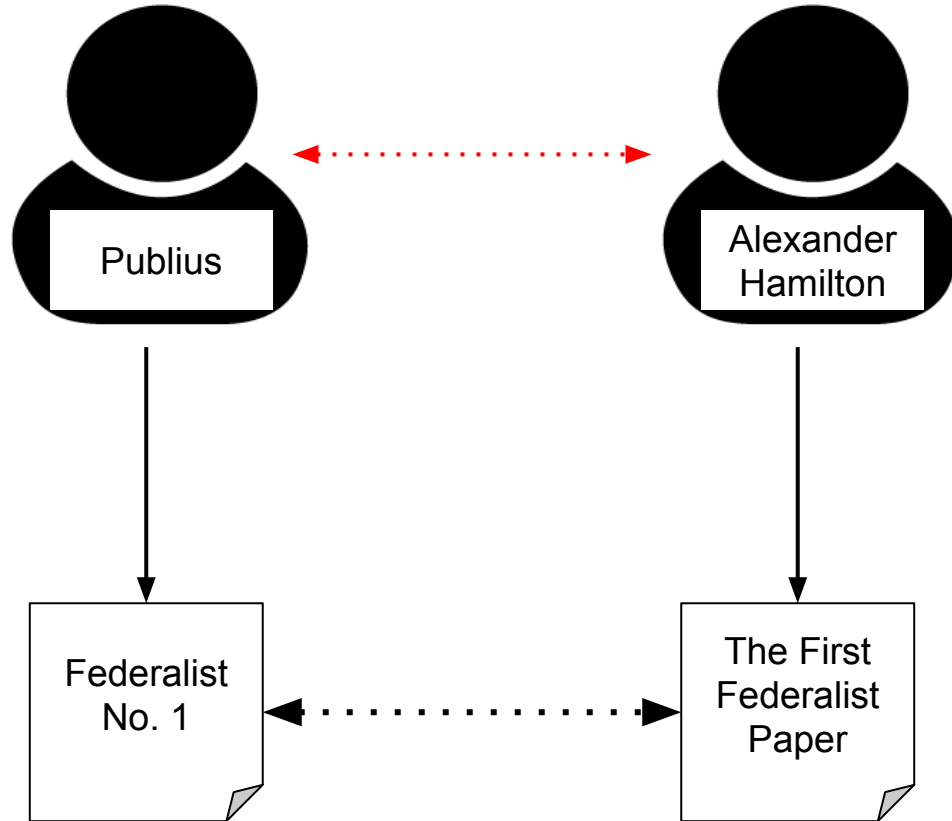 Publius
Alexander
Hamilton
Federalist
No. 1
The First
Federalist
Paper